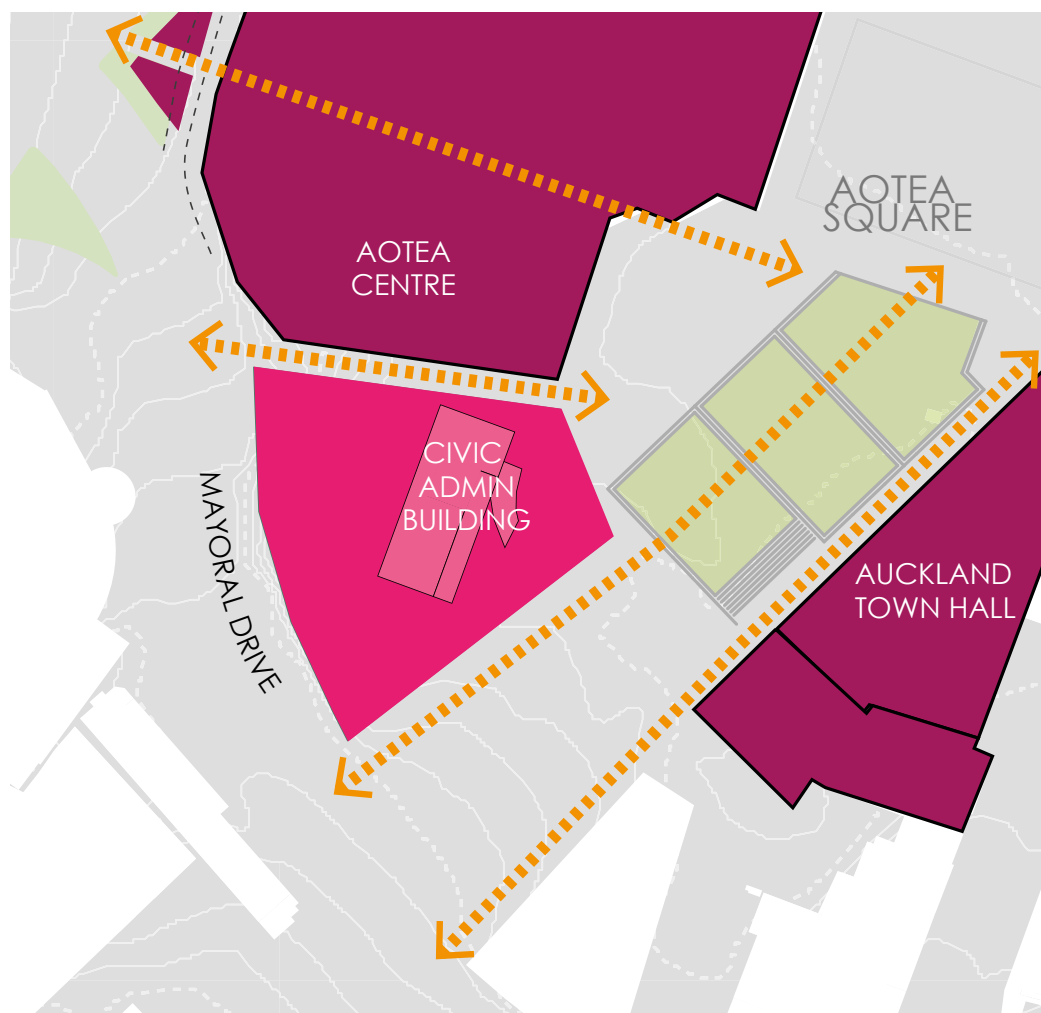 AOTEA
SQUARE
AOTEA
CENTRE
CIVIC
ADMIN
BUILDING
MAYORAL DRIVE
AUCKLAND
TOWN HALL